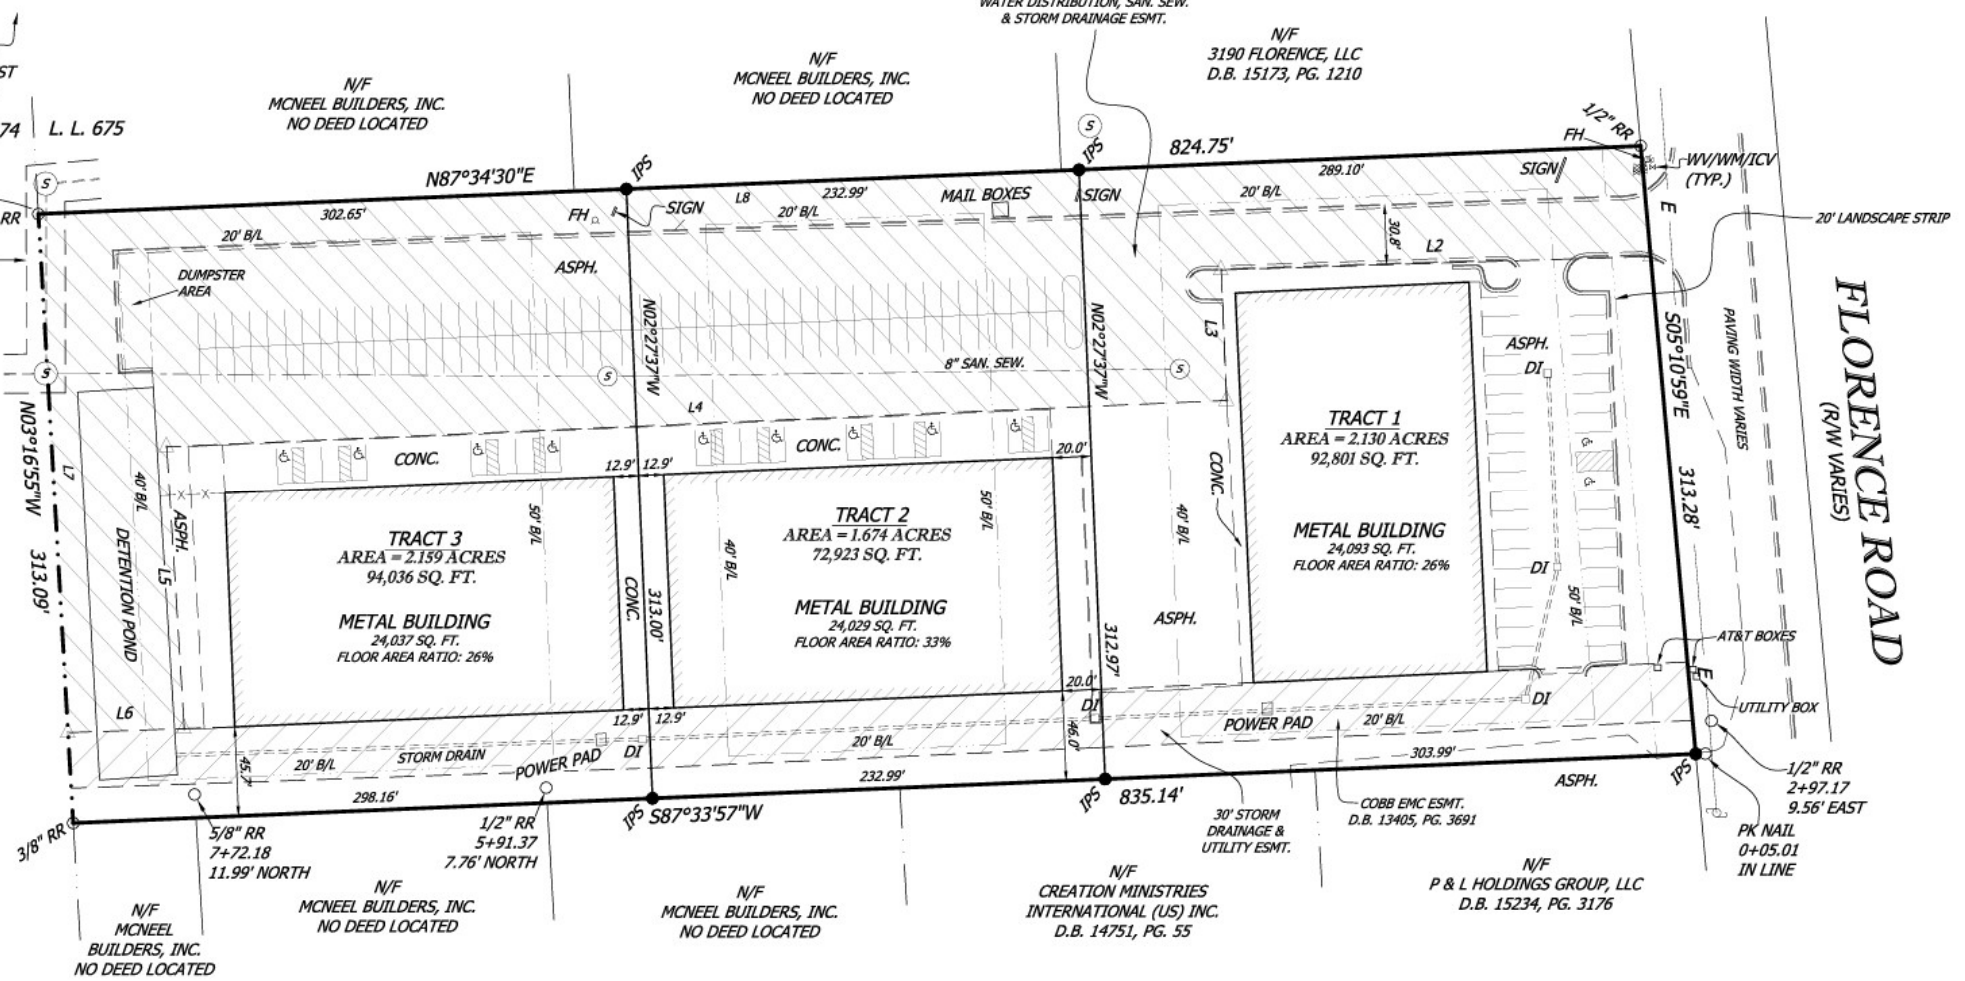 WATER DISTRIBUTION, SAN. SEW.
& STORM DRAINAGE ESMT.
N/F
3190 FLORENCE, LLC
D.B. 15173, PG. 1210
N/F
MCNEEL BUILDERS, INC.
NO DEED LOCATED
N/F
MCNEEL BUILDERS, INC.
NO DEED LOCATED
ST
74
L. L. 675
S
RR
N87°34'30"E
IPS
S
IPS
824.75'
1/2" RR
FH
WV/WM/ICV
(TYP.)
302.65'
FH
SIGN
L8
232.99'
20' B/L
MAIL BOXES
SIGN
20' B/L
289.10'
SIGN
E
20' LANDSCAPE STRIP
20' B/L
DUMPSTER
AREA
ASPH.
30.8'
L2
N02°27'37"W
N02°27'37"W
L3
S05°10'59"E
PAVING WIDTH VARIES
FLORENCE ROAD
(R/W VARIES)
S
S
8" SAN. SEW.
S
ASPH.
DI
N03°16'55"W
313.09'
L7
L4
40' B/L
CONC.
CONC.
12.9'
12.9'
20.0'
CONC.
TRACT 1
AREA = 2.130 ACRES
92,801 SQ. FT.
METAL BUILDING
24,093 SQ. FT.
FLOOR AREA RATIO: 26%
313.28'
DETENTION POND
ASPH.
L5
TRACT 3
AREA = 2.159 ACRES
94,036 SQ. FT.
METAL BUILDING
24,037 SQ. FT.
FLOOR AREA RATIO: 26%
50' B/L
CONC.
313.00'
TRACT 2
AREA = 1.674 ACRES
72,923 SQ. FT.
METAL BUILDING
24,029 SQ. FT.
FLOOR AREA RATIO: 33%
40' B/L
50' B/L
312.97'
40' B/L
ASPH.
DI
50' B/L
AT&T BOXES
E
UTILITY BOX
L6
12.9'
12.9'
20.0'
DI
DI
45.7'
20' B/L
STORM DRAIN
POWER PAD
DI
20' B/L
46.0'
POWER PAD
20' B/L
298.16'
IPS
S87°33'57"W
232.99'
IPS
835.14'
303.99'
ASPH.
IPS
3/8" RR
5/8" RR
7+72.18
11.99' NORTH
1/2" RR
5+91.37
7.76' NORTH
30' STORM
DRAINAGE &
UTILITY ESMT.
COBB EMC ESMT.
D.B. 13405, PG. 3691
1/2" RR
2+97.17
9.56' EAST
PK NAIL
0+05.01
IN LINE
N/F
MCNEEL
BUILDERS, INC.
NO DEED LOCATED
N/F
MCNEEL BUILDERS, INC.
NO DEED LOCATED
N/F
MCNEEL BUILDERS, INC.
NO DEED LOCATED
N/F
CREATION MINISTRIES
INTERNATIONAL (US) INC.
D.B. 14751, PG. 55
N/F
P & L HOLDINGS GROUP, LLC
D.B. 15234, PG. 3176